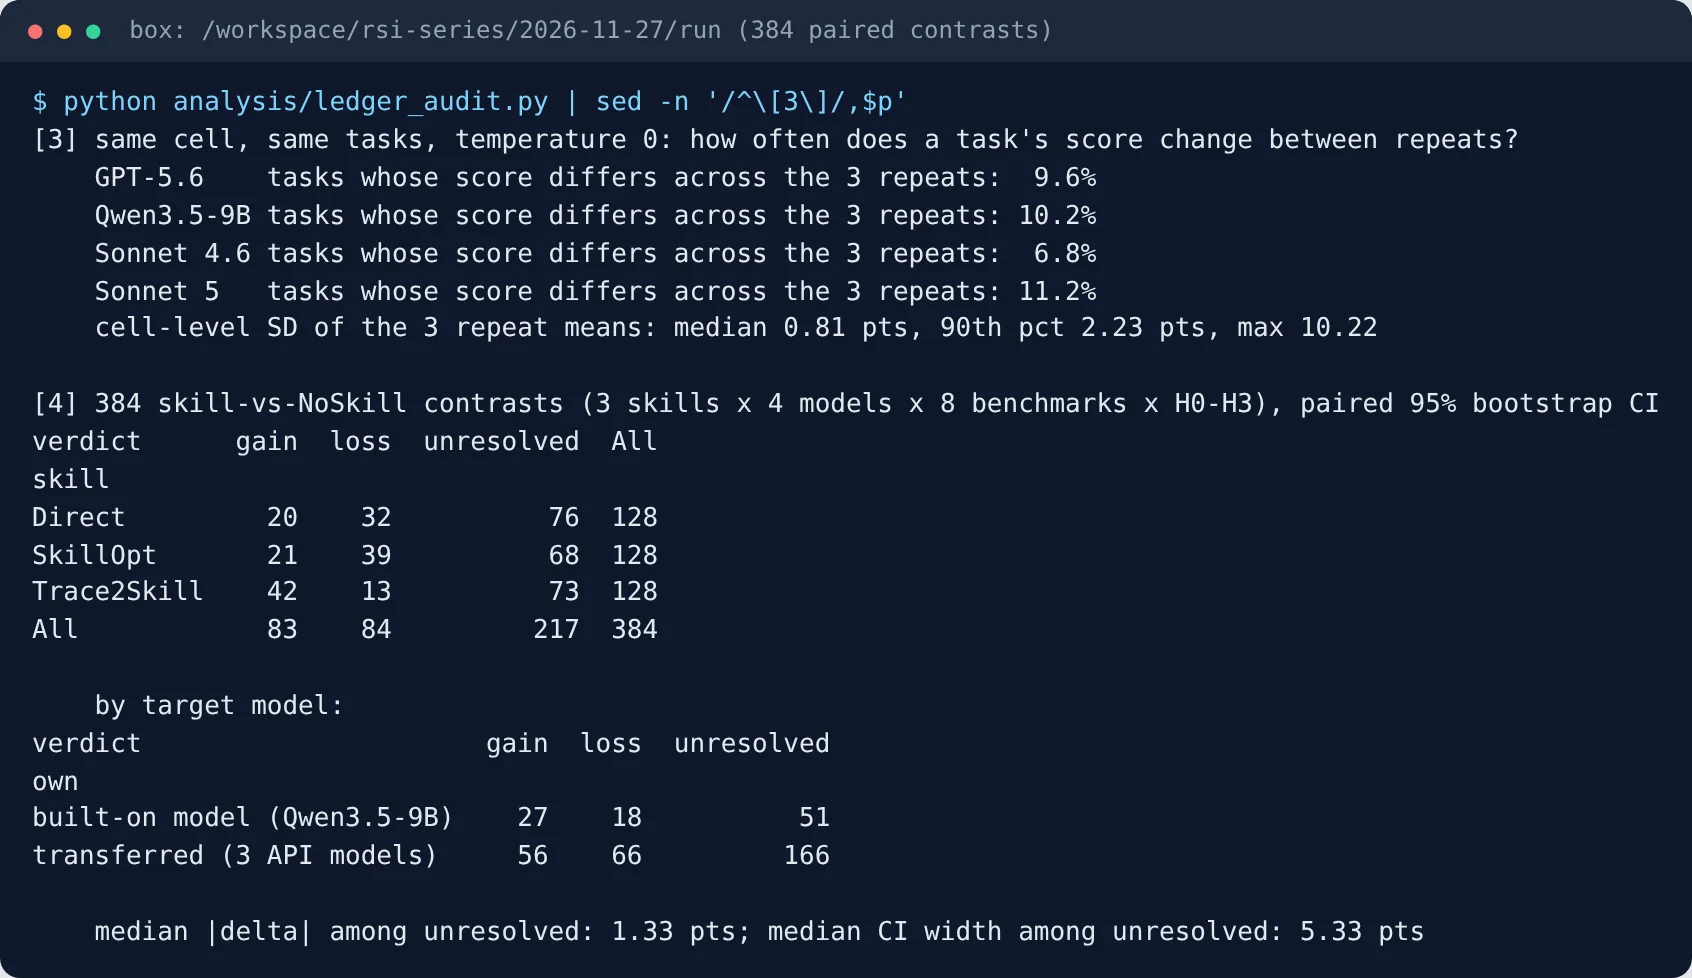 box: /workspace/rsi-series/2026-11-27/run (384 paired contrasts)
$ python analysis/ledger_audit.py | sed -n '/^\[3\]/,$p'
[3] same cell, same tasks, temperature 0: how often does a task's score change between repeats?
    GPT-5.6    tasks whose score differs across the 3 repeats:  9.6%
    Qwen3.5-9B tasks whose score differs across the 3 repeats: 10.2%
    Sonnet 4.6 tasks whose score differs across the 3 repeats:  6.8%
    Sonnet 5   tasks whose score differs across the 3 repeats: 11.2%
    cell-level SD of the 3 repeat means: median 0.81 pts, 90th pct 2.23 pts, max 10.22
[4] 384 skill-vs-NoSkill contrasts (3 skills x 4 models x 8 benchmarks x H0-H3), paired 95% bootstrap CI
verdict      gain  loss  unresolved  All
skill
Direct         20    32          76  128
SkillOpt       21    39          68  128
Trace2Skill    42    13          73  128
All            83    84         217  384
    by target model:
verdict                      gain  loss  unresolved
own
built-on model (Qwen3.5-9B)    27    18          51
transferred (3 API models)     56    66         166
    median |delta| among unresolved: 1.33 pts; median CI width among unresolved: 5.33 pts